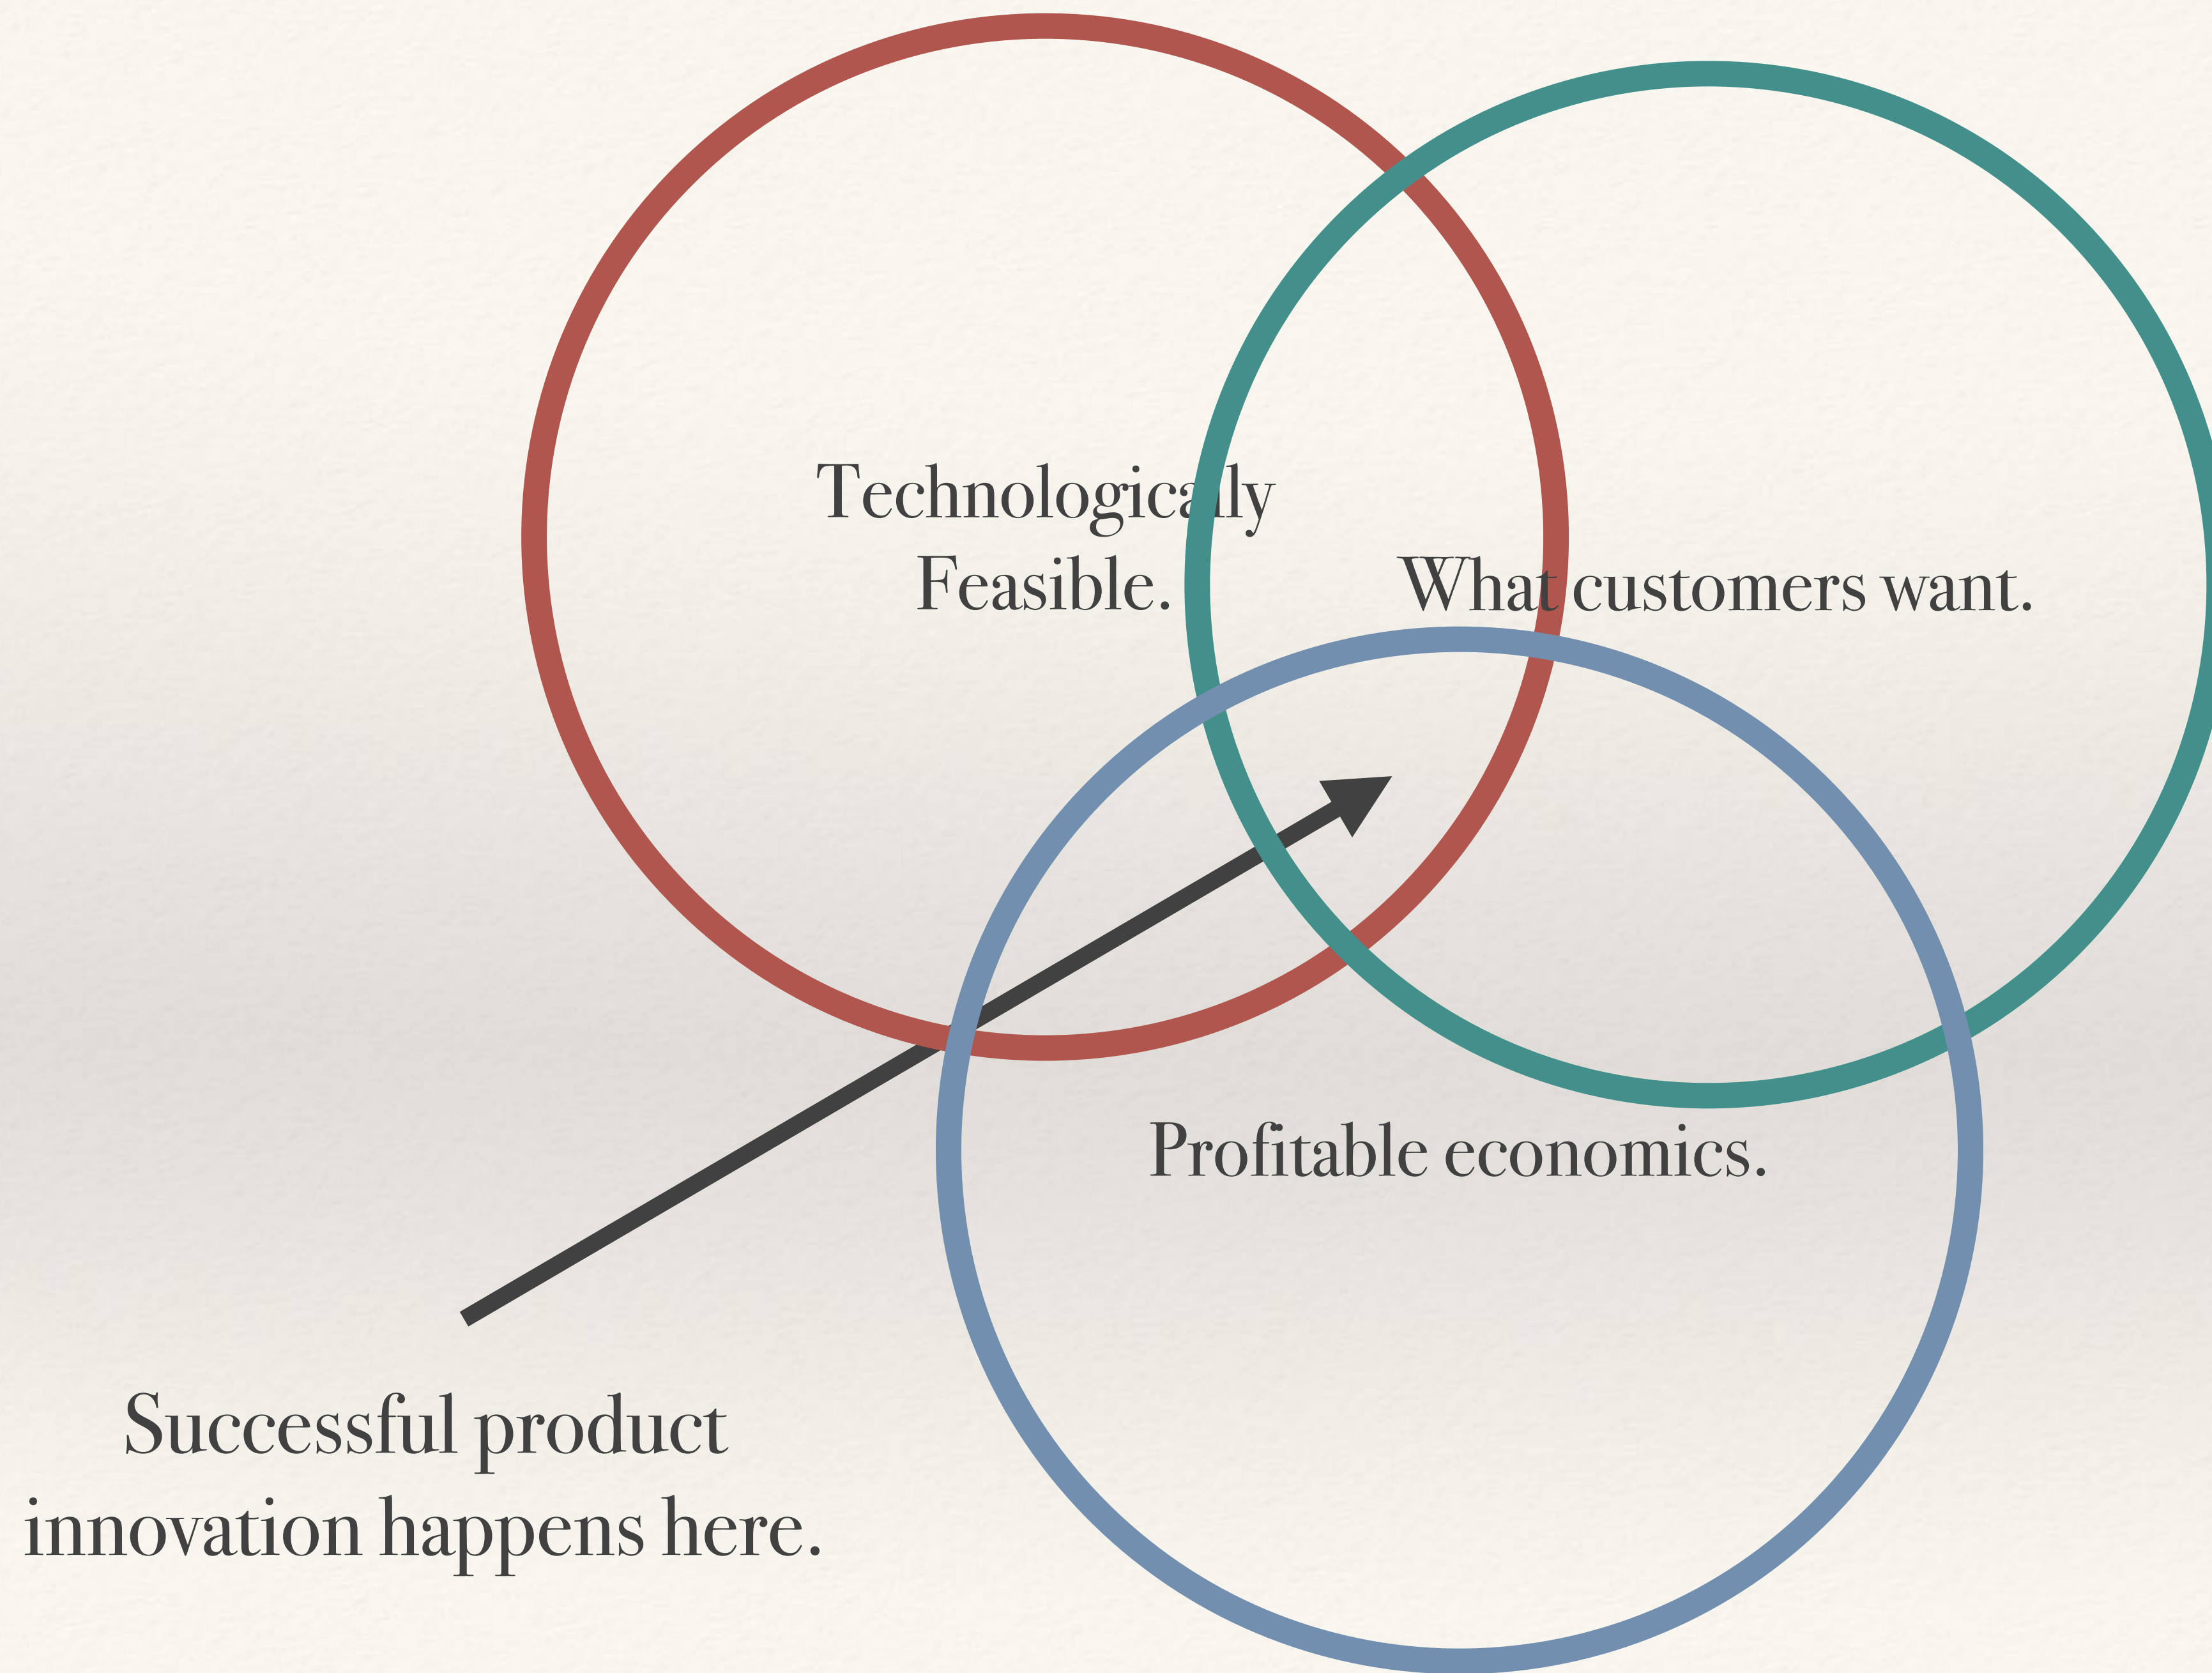 Technologically
Feasible.
What customers want.
Profitable economics.
Successful product
innovation happens here.